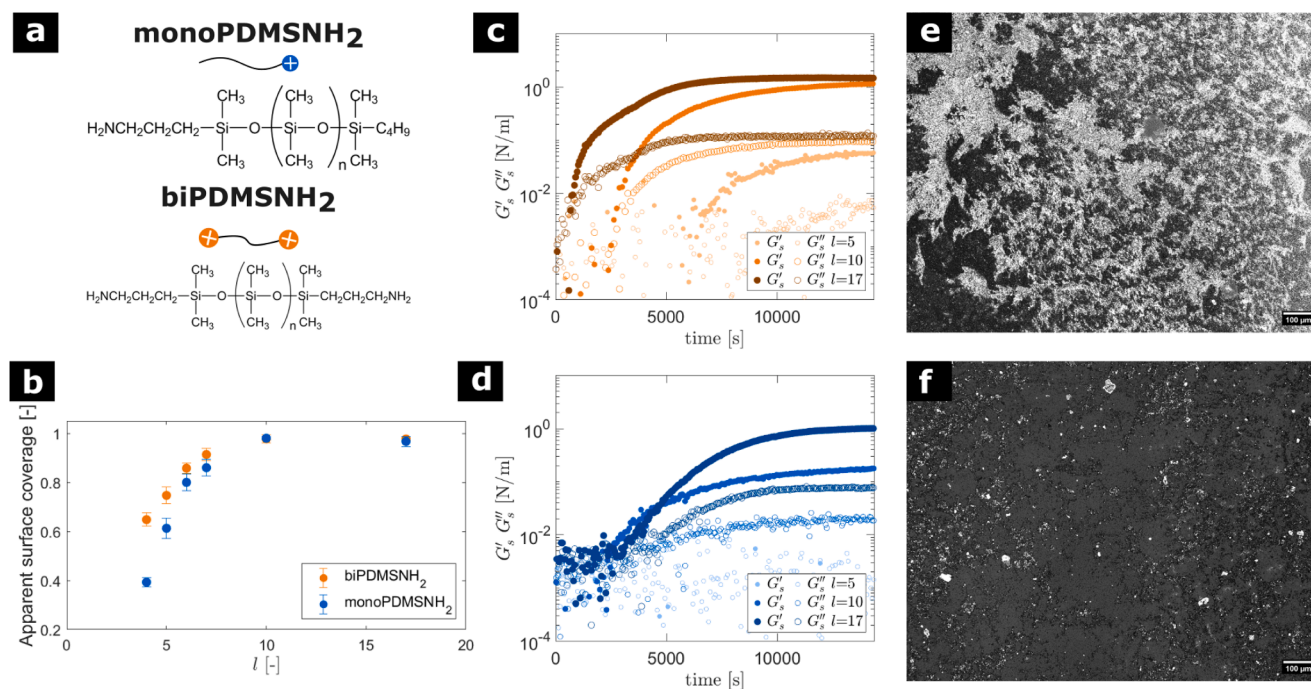 a
monoPDMSNH2
CH3 CH3 CH3
H2NCH2CH2CH2—Si—O—Si—O—Si—C4H9
CH3 CH3 n CH3
biPDMSNH2
CH3 CH3 CH3
H2NCH2CH2CH2—Si—O—Si—O—Si—CH2CH2CH2NH2
CH3 CH3 n CH3
b
Apparent surface coverage [-]
1
0.8
0.6
0.4
0.2
biPDMSNH2
monoPDMSNH2
0 5 10 15 20
l [-]
c
G's G''s [N/m]
10^0
10^-2
10^-4
G's G''s l=5
G's G''s l=10
G's G''s l=17
0 5000 10000
time [s]
d
G's G''s [N/m]
10^0
10^-2
10^-4
G's G''s l=5
G's G''s l=10
G's G''s l=17
0 5000 10000
time [s]
e
100 µm
f
100 µm